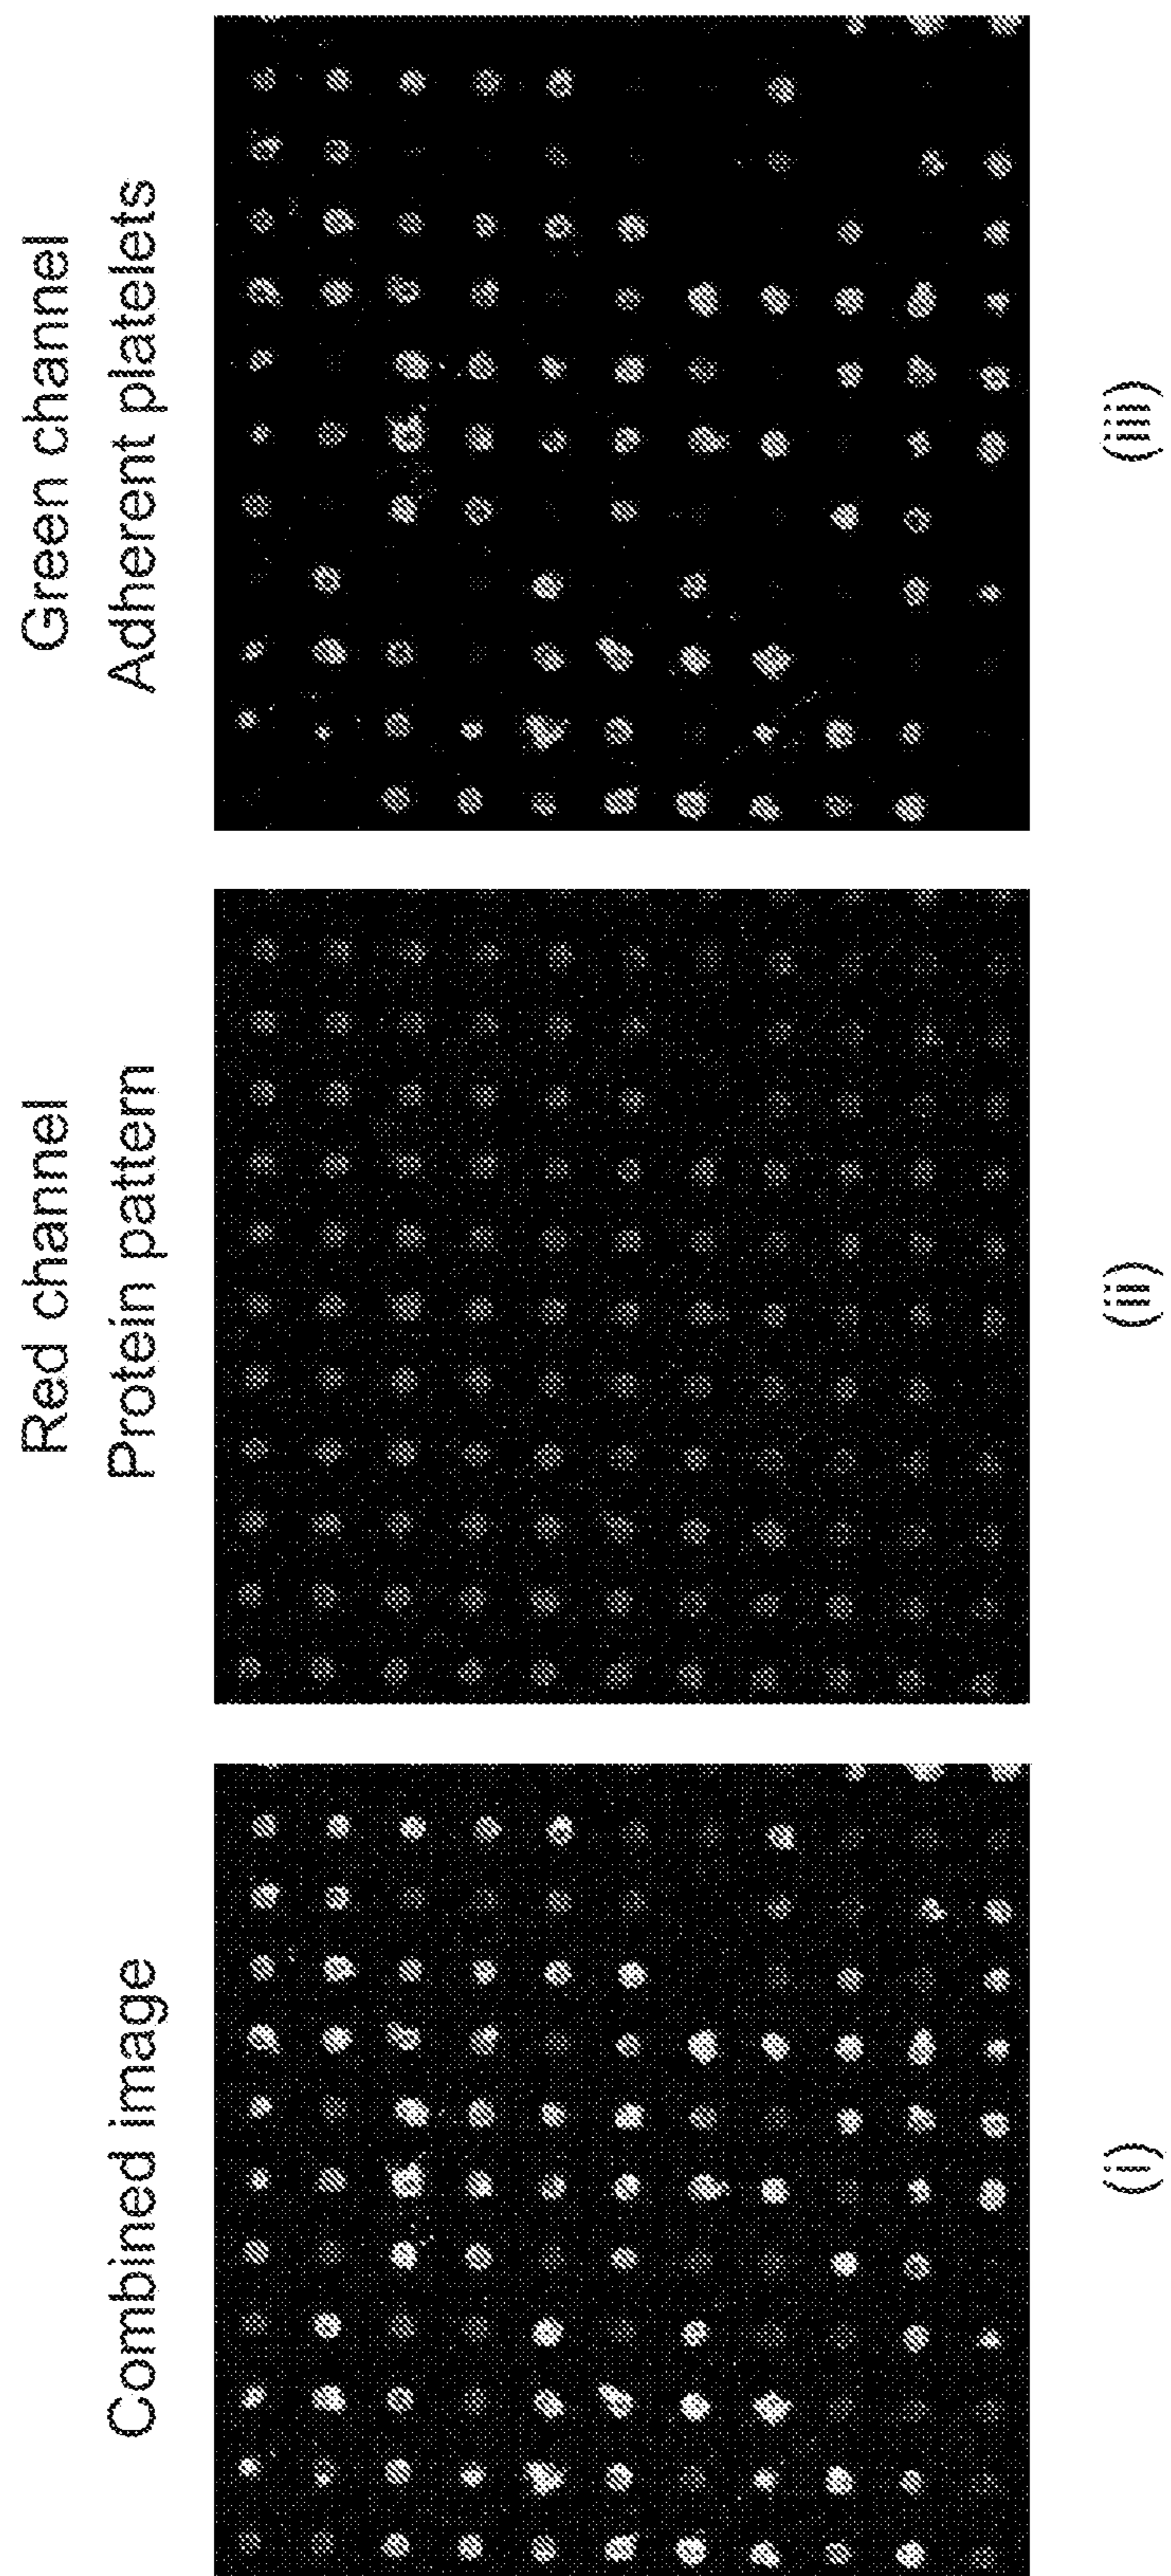 Combined image
(i)
Red channel
Protein pattern
(ii)
Green channel
Adherent platelets
(iii)